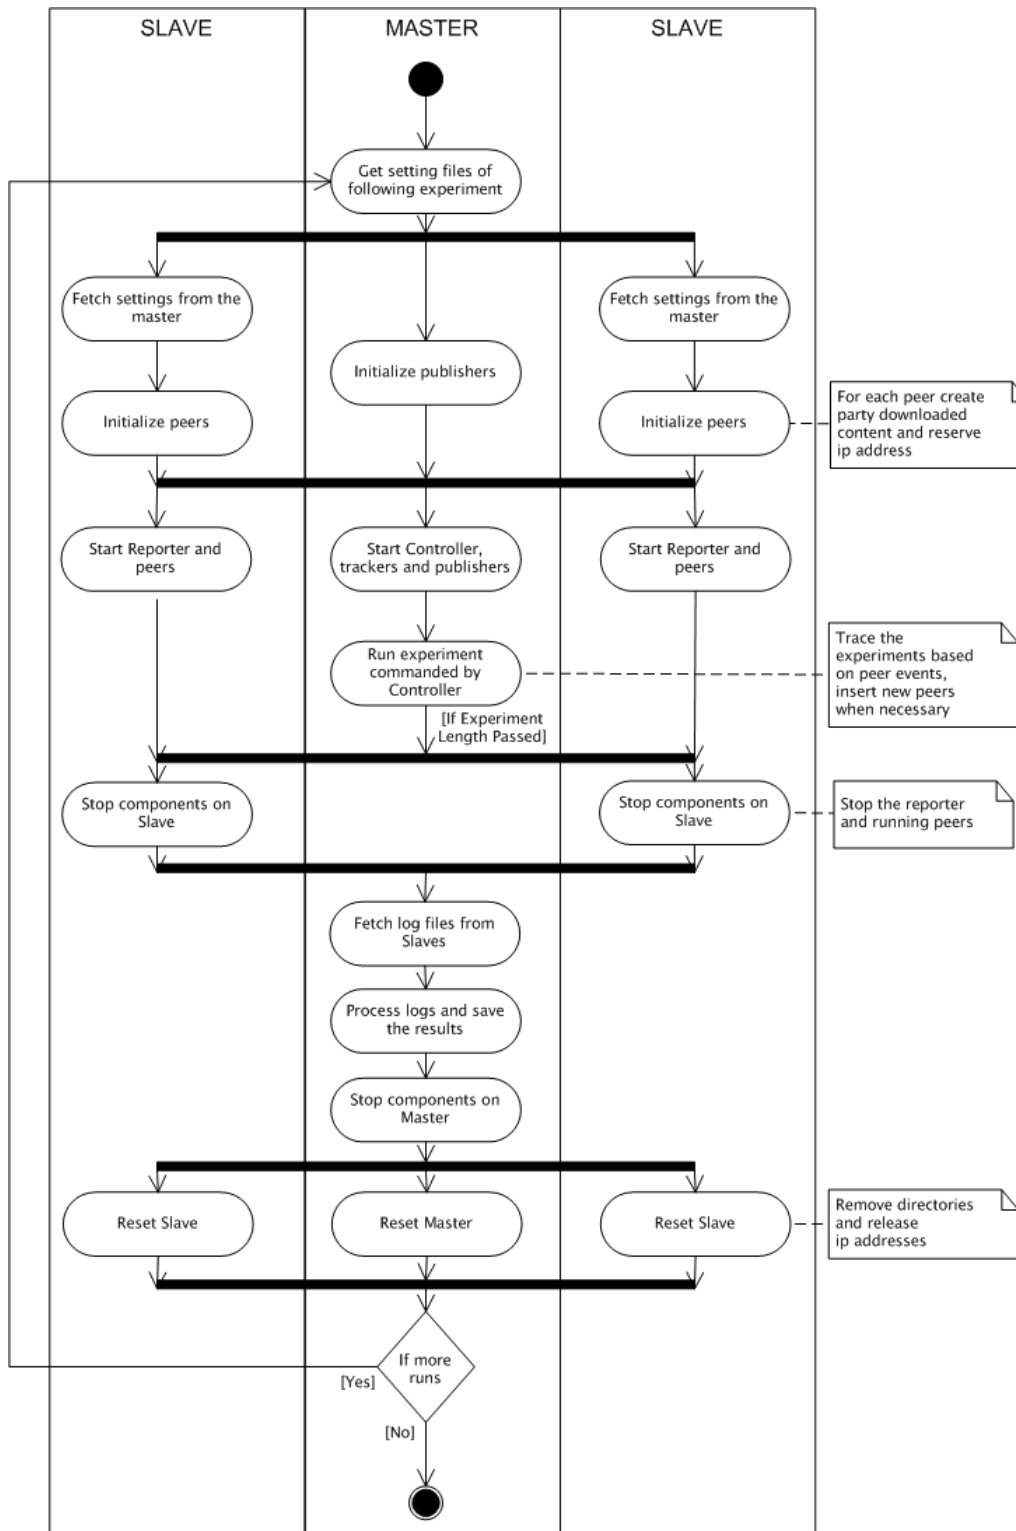 SLAVE
MASTER
SLAVE
Get setting files of
following experiment
Fetch settings from the
master
Fetch settings from the
master
Initialize publishers
Initialize peers
Initialize peers
For each peer create
party downloaded
content and reserve
ip address
Start Reporter and
peers
Start Controller,
trackers and publishers
Start Reporter and
peers
Run experiment
commanded by
Controller
Trace the
experiments based
on peer events,
insert new peers
when necessary
[If Experiment
Length Passed]
Stop components on
Slave
Stop components on
Slave
Stop the reporter
and running peers
Fetch log files from
Slaves
Process logs and save
the results
Stop components on
Master
Reset Slave
Reset Master
Reset Slave
Remove directories
and release
ip addresses
If more
runs
[Yes]
[No]